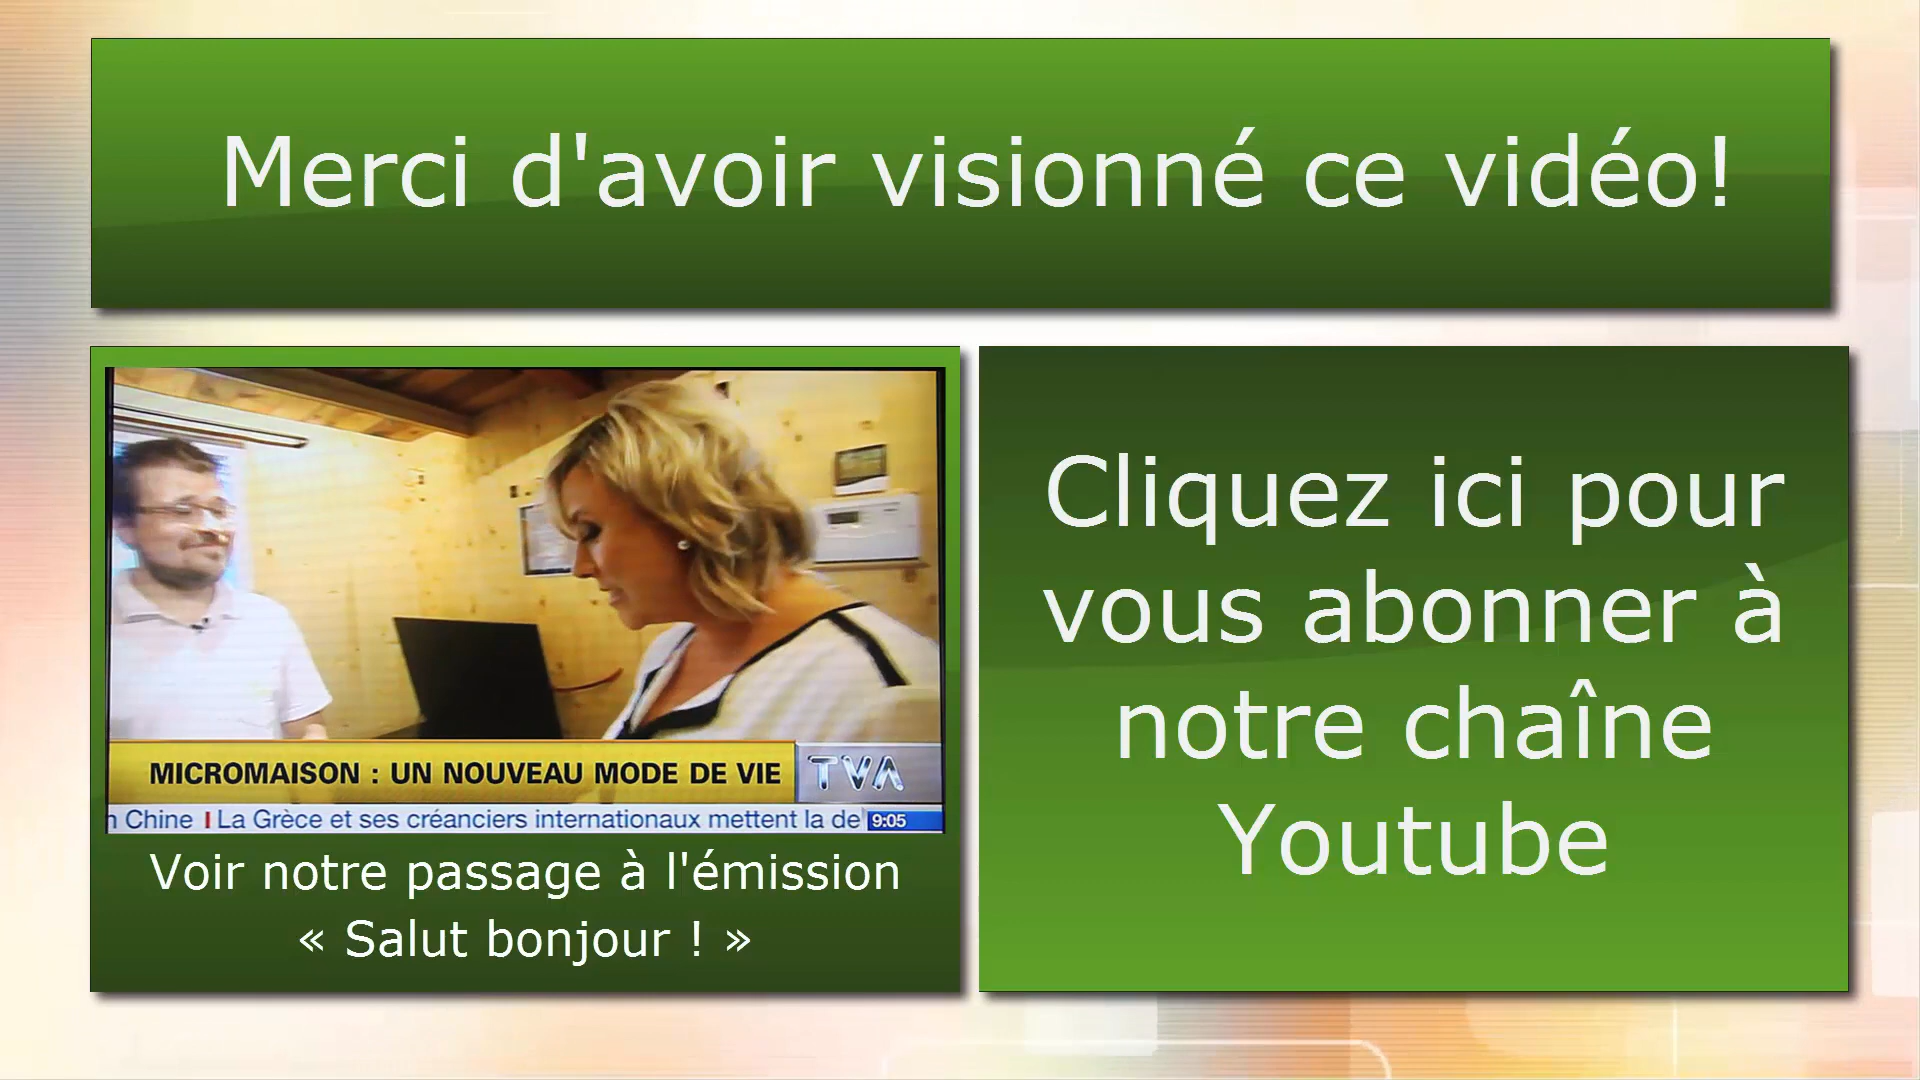 Merci d'avoir visionné ce vidéo!
MICROMAISON : UN NOUVEAU MODE DE VIE
TVA
Chine I La Grèce et ses créanciers internationaux mettent la de
9:05
Voir notre passage à l'émission
« Salut bonjour ! »
Cliquez ici pour
vous abonner à
notre chaîne
Youtube